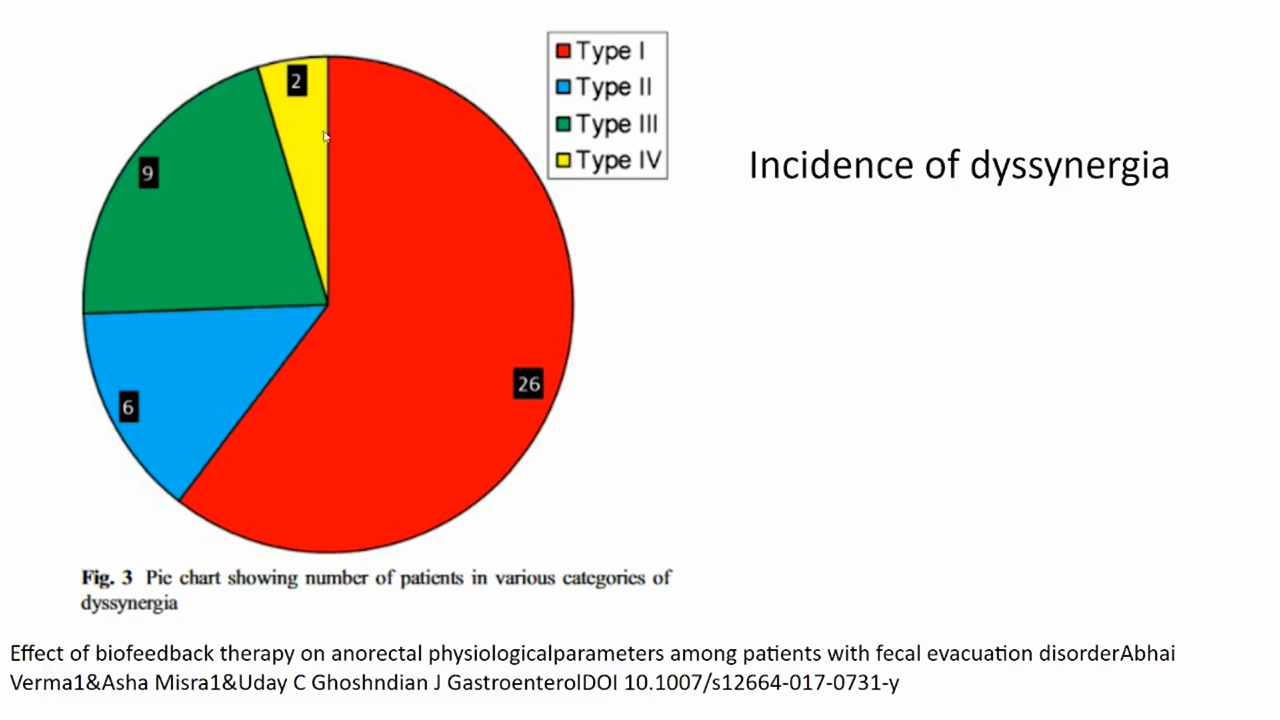 2
9
6
26
Type I
Type II
Type III
Type IV
Incidence of dyssynergia
Fig. 3 Pie chart showing number of patients in various categories of
dyssynergia
Effect of biofeedback therapy on anorectal physiologicalparameters among patients with fecal evacuation disorderAbhai
Verma1&Asha Misra1&Uday C Ghoshndian J GastroenterolDOI 10.1007/s12664-017-0731-y